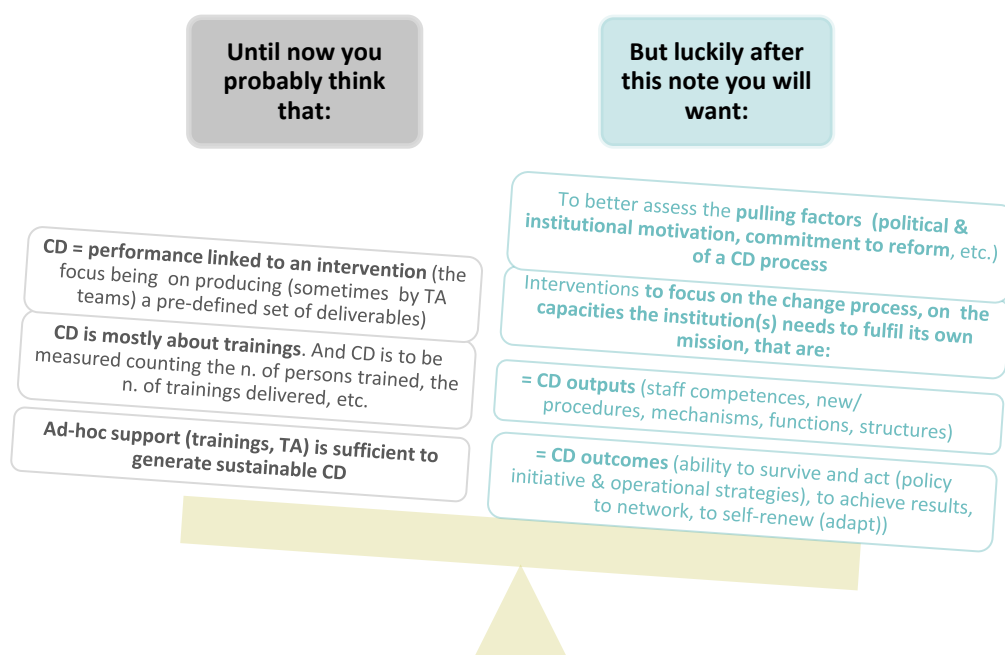 Until now you
probably think
that:
But luckily after
this note you will
want:
CD = performance linked to an intervention (the
focus being on producing (sometimes by TA
teams) a pre-defined set of deliverables)
CD is mostly about trainings. And CD is to be
measured counting the n. of persons trained, the
n. of trainings delivered, etc.
Ad-hoc support (trainings, TA) is sufficient to
generate sustainable CD
To better assess the pulling factors (political &
institutional motivation, commitment to reform, etc.)
of a CD process
Interventions to focus on the change process, on the
capacities the institution(s) needs to fulfil its own
mission, that are:
= CD outputs (staff competences, new/
procedures, mechanisms, functions, structures)
= CD outcomes (ability to survive and act (policy
initiative & operational strategies), to achieve results,
to network, to self-renew (adapt))